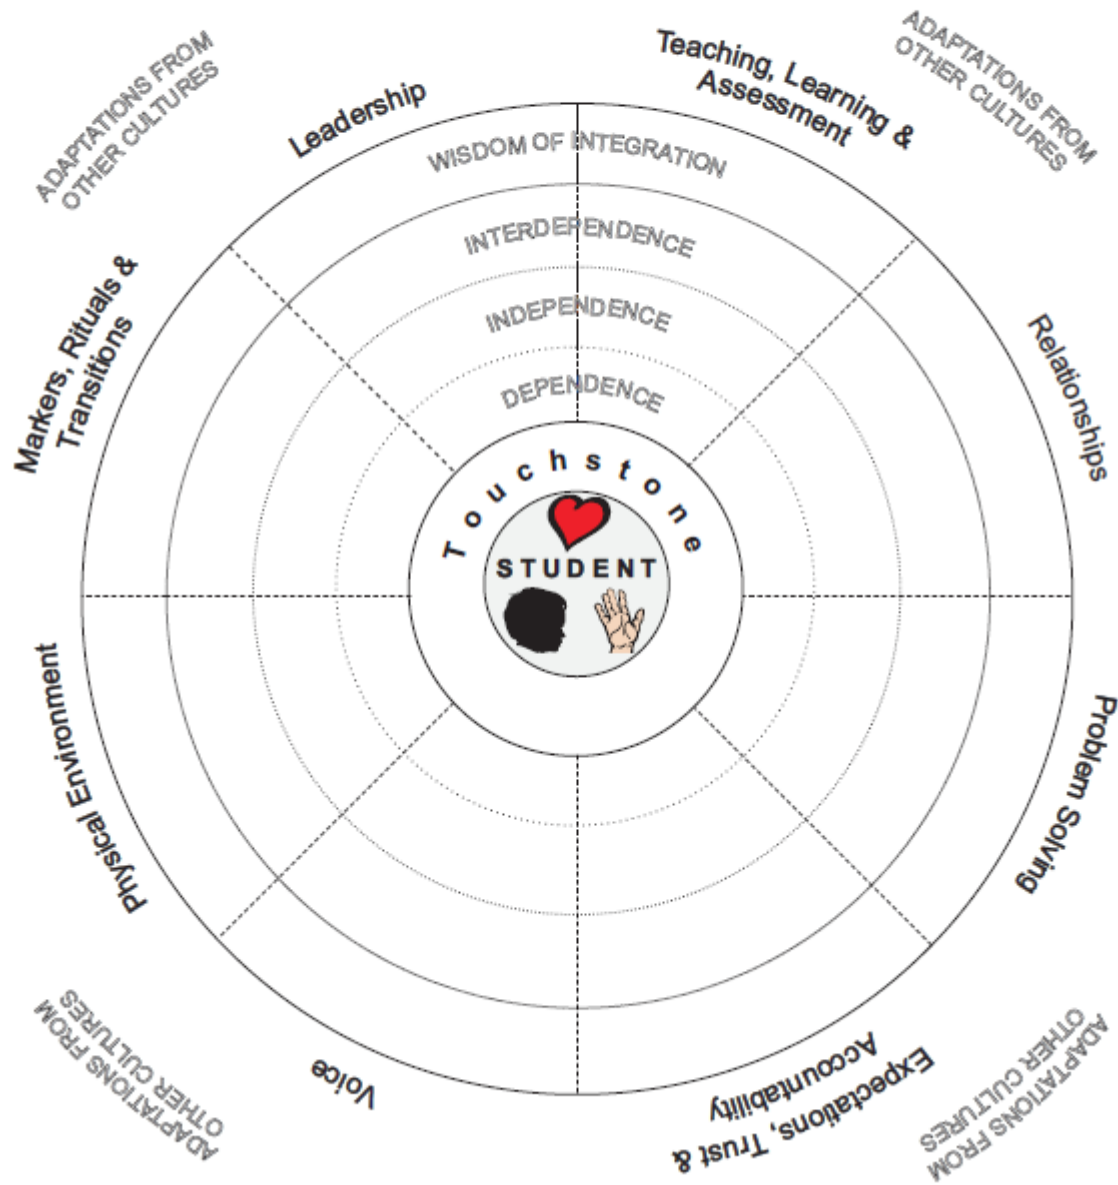 ADAPTATIONS FROM
OTHER CULTURES
Leadership
Teaching, Learning &
Assessment
ADAPTATIONS FROM
OTHER CULTURES
WISDOM OF INTEGRATION
INTERDEPENDENCE
INDEPENDENCE
DEPENDENCE
Markers, Rituals &
Transitions
Relationships
Touchstone
STUDENT
Physical Environment
Problem Solving
Voice
Expectations, Trust &
Accountability
ADAPTATIONS FROM
OTHER CULTURES
ADAPTATIONS FROM
OTHER CULTURES